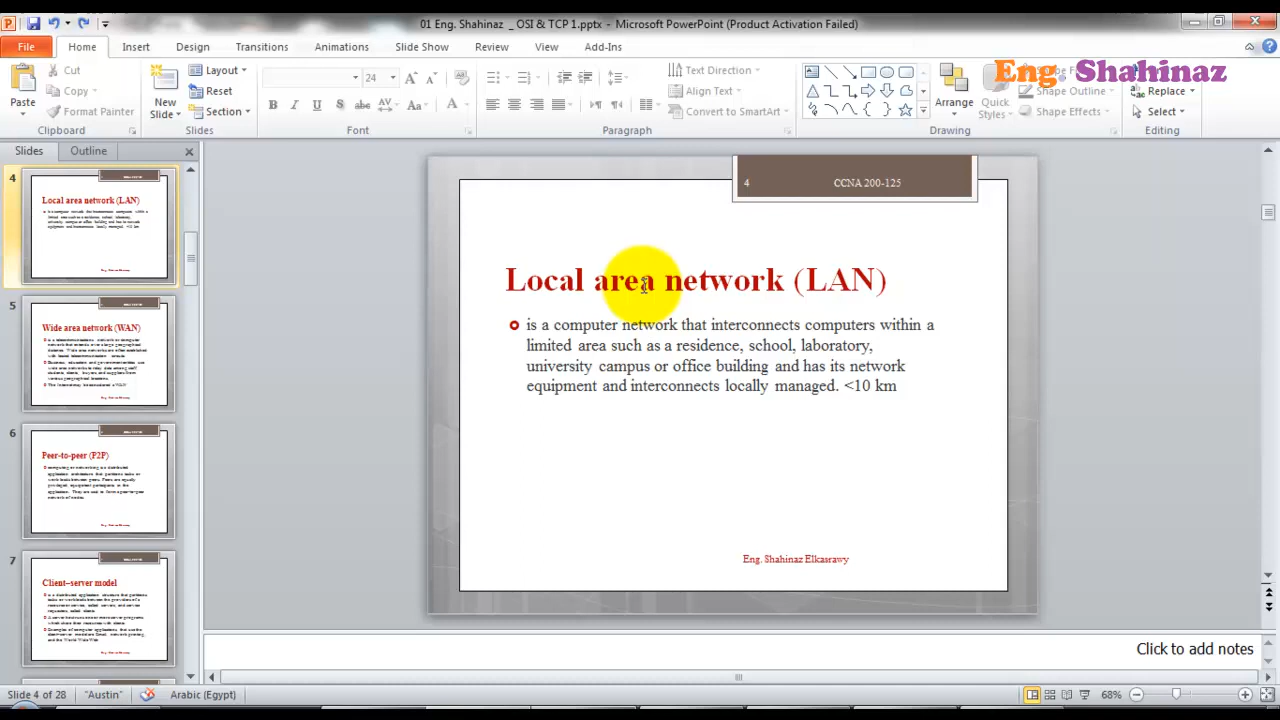 01 Eng. Shahinaz _ OSI & TCP 1.pptx - Microsoft PowerPoint (Product Activation Failed)
File Home Insert Design Transitions Animations Slide Show Review View Add-Ins
Eng. Shahinaz
Paste
Cut
Copy
Format Painter
Clipboard
New Slide
Layout
Reset
Section
Slides
24
Font
Text Direction
Align Text
Convert to SmartArt
Paragraph
Arrange
Quick Styles
Shape Outline
Shape Effects
Drawing
Replace
Select
Editing
Slides Outline
4
Local area network (LAN)
5
Wide area network (WAN)
6
Peer-to-peer (P2P)
7
Client–server model
4 CCNA 200-125
Local area network (LAN)
is a computer network that interconnects computers within a
limited area such as a residence, school, laboratory,
university campus or office building and has its network
equipment and interconnects locally managed. <10 km
Eng. Shahinaz Elkasrawy
Click to add notes
Slide 4 of 28 "Austin" Arabic (Egypt) 68%